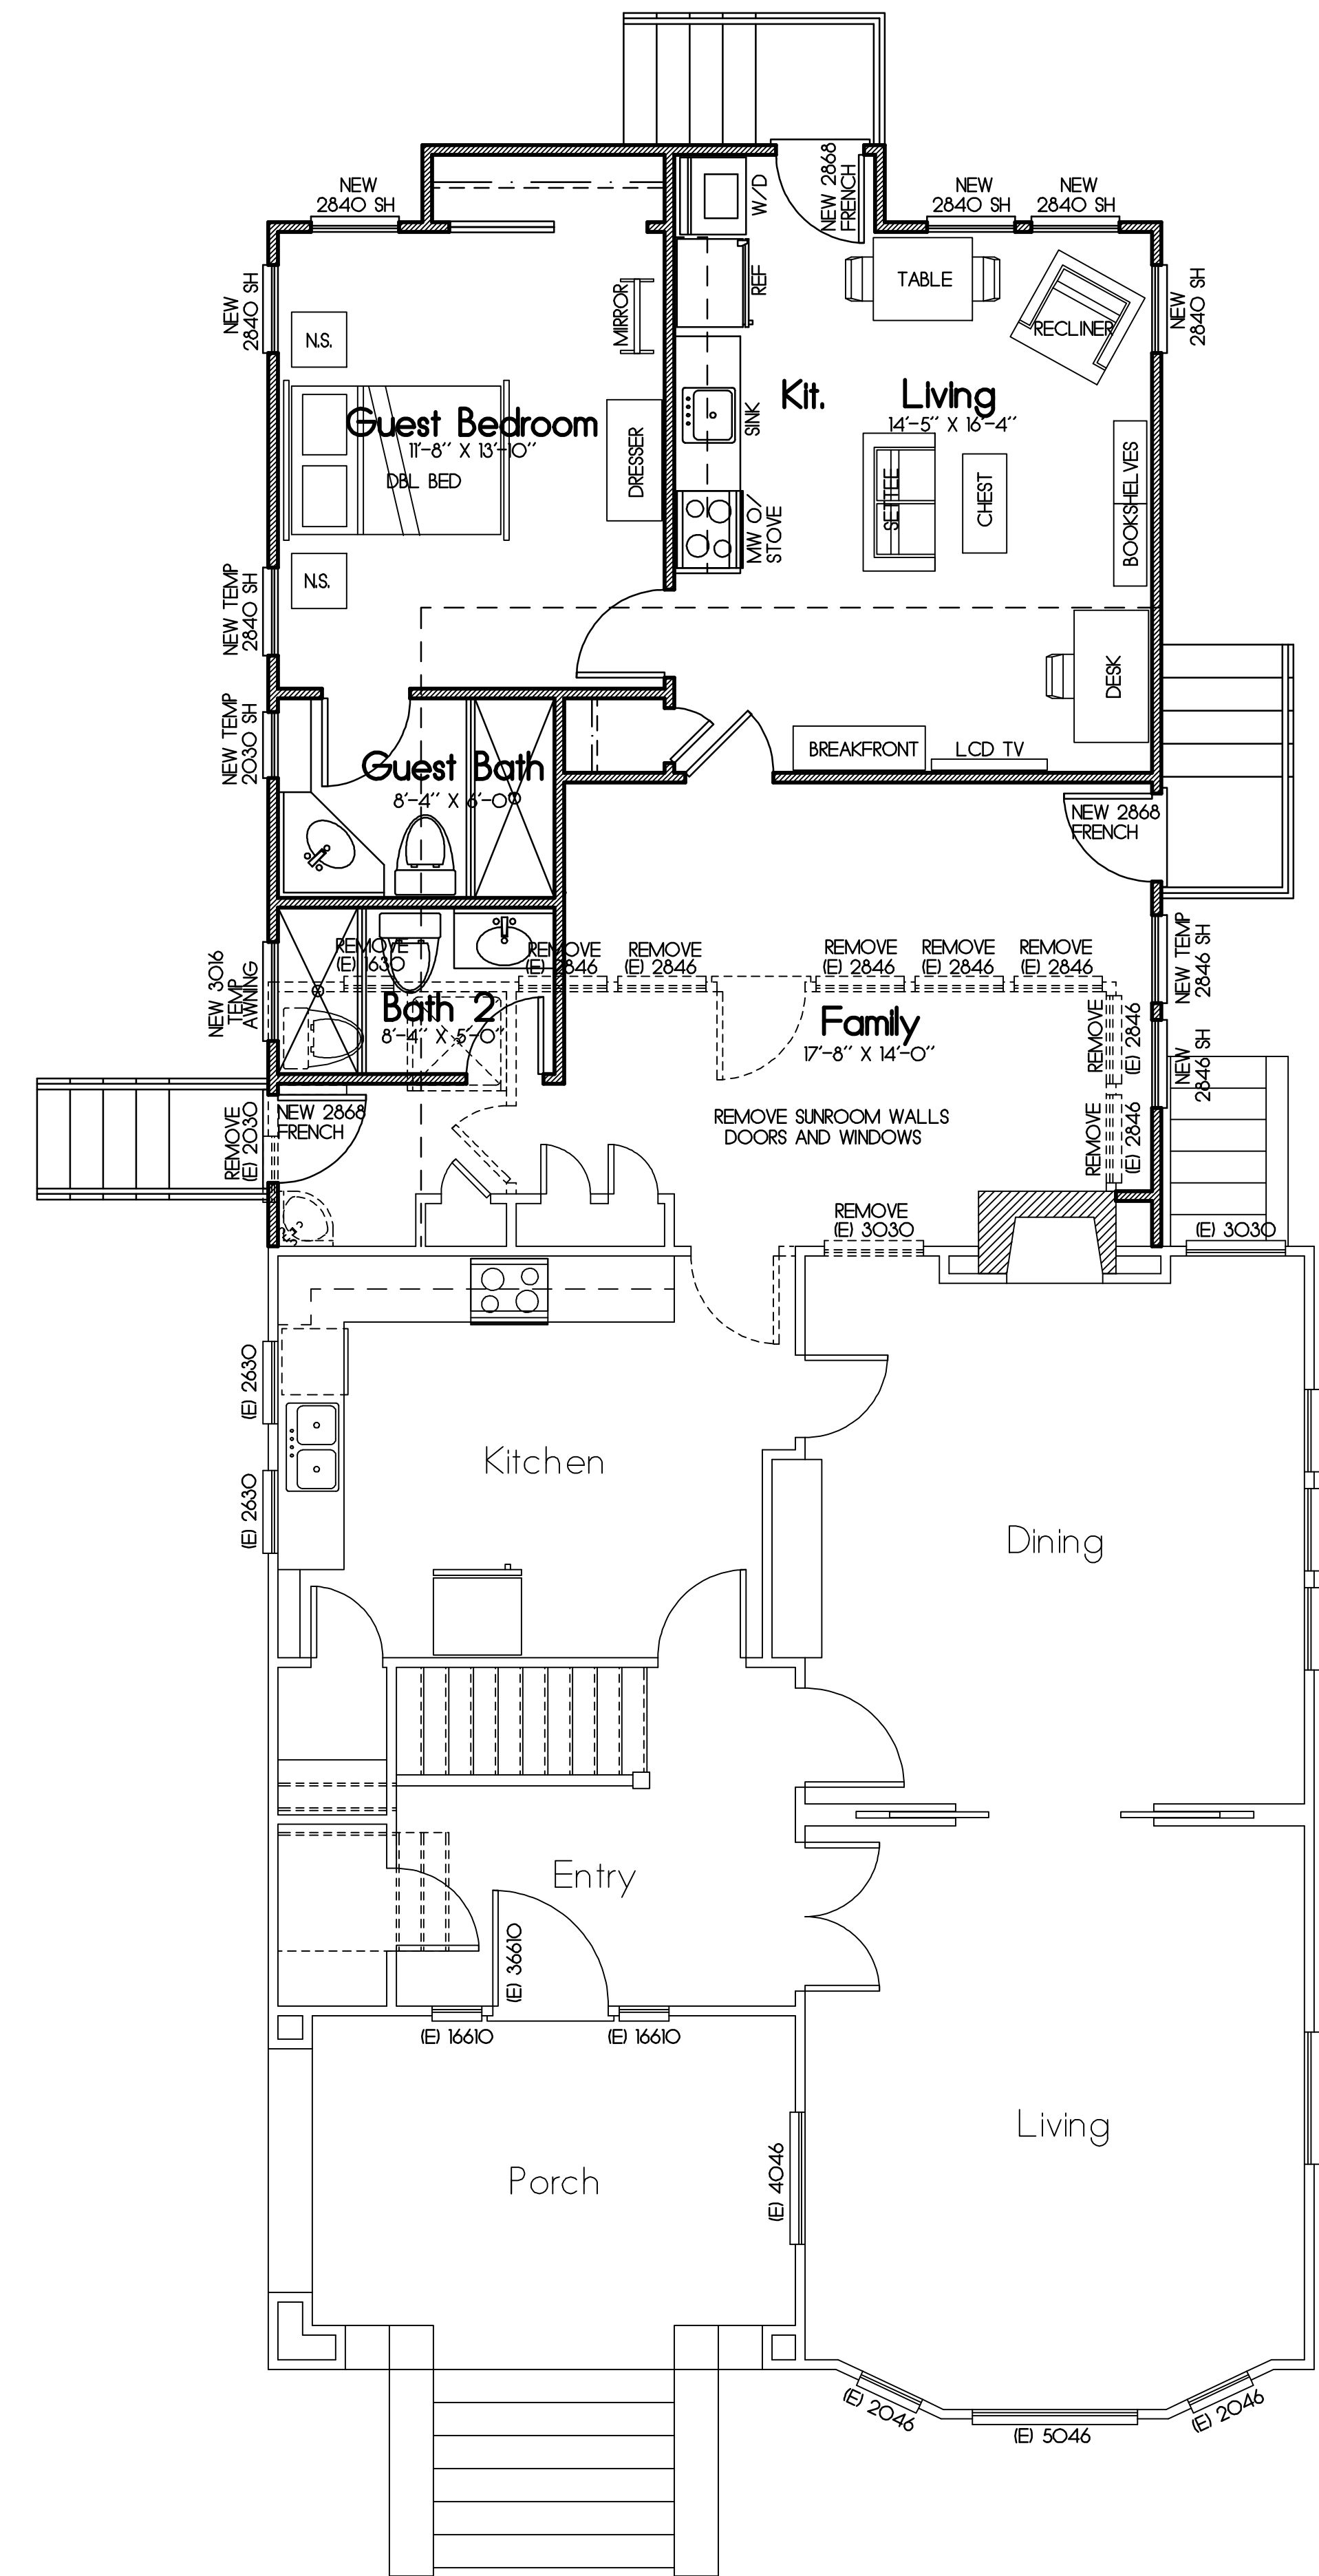 NEW
2840 SH
NEW
2840 SH
NEW
2840 SH
W/D
NEW 2868
FRENCH
NEW
2840 SH
N.S.
MIRROR
REF
TABLE
RECLINER
NEW
2840 SH
Guest Bedroom
11'-8" X 13'-10"
DBL BED
DRESSER
SINK
Kit.
Living
14'-5" X 16'-4"
SETTEE
CHEST
BOOKSHELVES
MW O/
STOVE
NEW TEMP
2840 SH
N.S.
DESK
NEW TEMP
2030 SH
Guest Bath
8'-4" X 6'-0"
BREAKFRONT
LCD TV
NEW 2868
FRENCH
NEW 3016
TEMP
AWNING
REMOVE
(E) 1630
REMOVE
(E) 2846
REMOVE
(E) 2846
REMOVE
(E) 2846
REMOVE
(E) 2846
REMOVE
(E) 2846
NEW TEMP
2846 SH
Bath 2
8'-4" X 5'-0"
Family
17'-8" X 14'-0"
REMOVE
(E) 2846
NEW
2846 SH
REMOVE
(E) 2030
NEW 2868
FRENCH
REMOVE SUNROOM WALLS
DOORS AND WINDOWS
REMOVE
(E) 2846
REMOVE
(E) 3030
(E) 3030
(E) 2630
(E) 2630
Kitchen
Dining
Entry
(E) 36610
(E) 16610
(E) 16610
Living
Porch
(E) 4046
(E) 2046
(E) 5046
(E) 2046